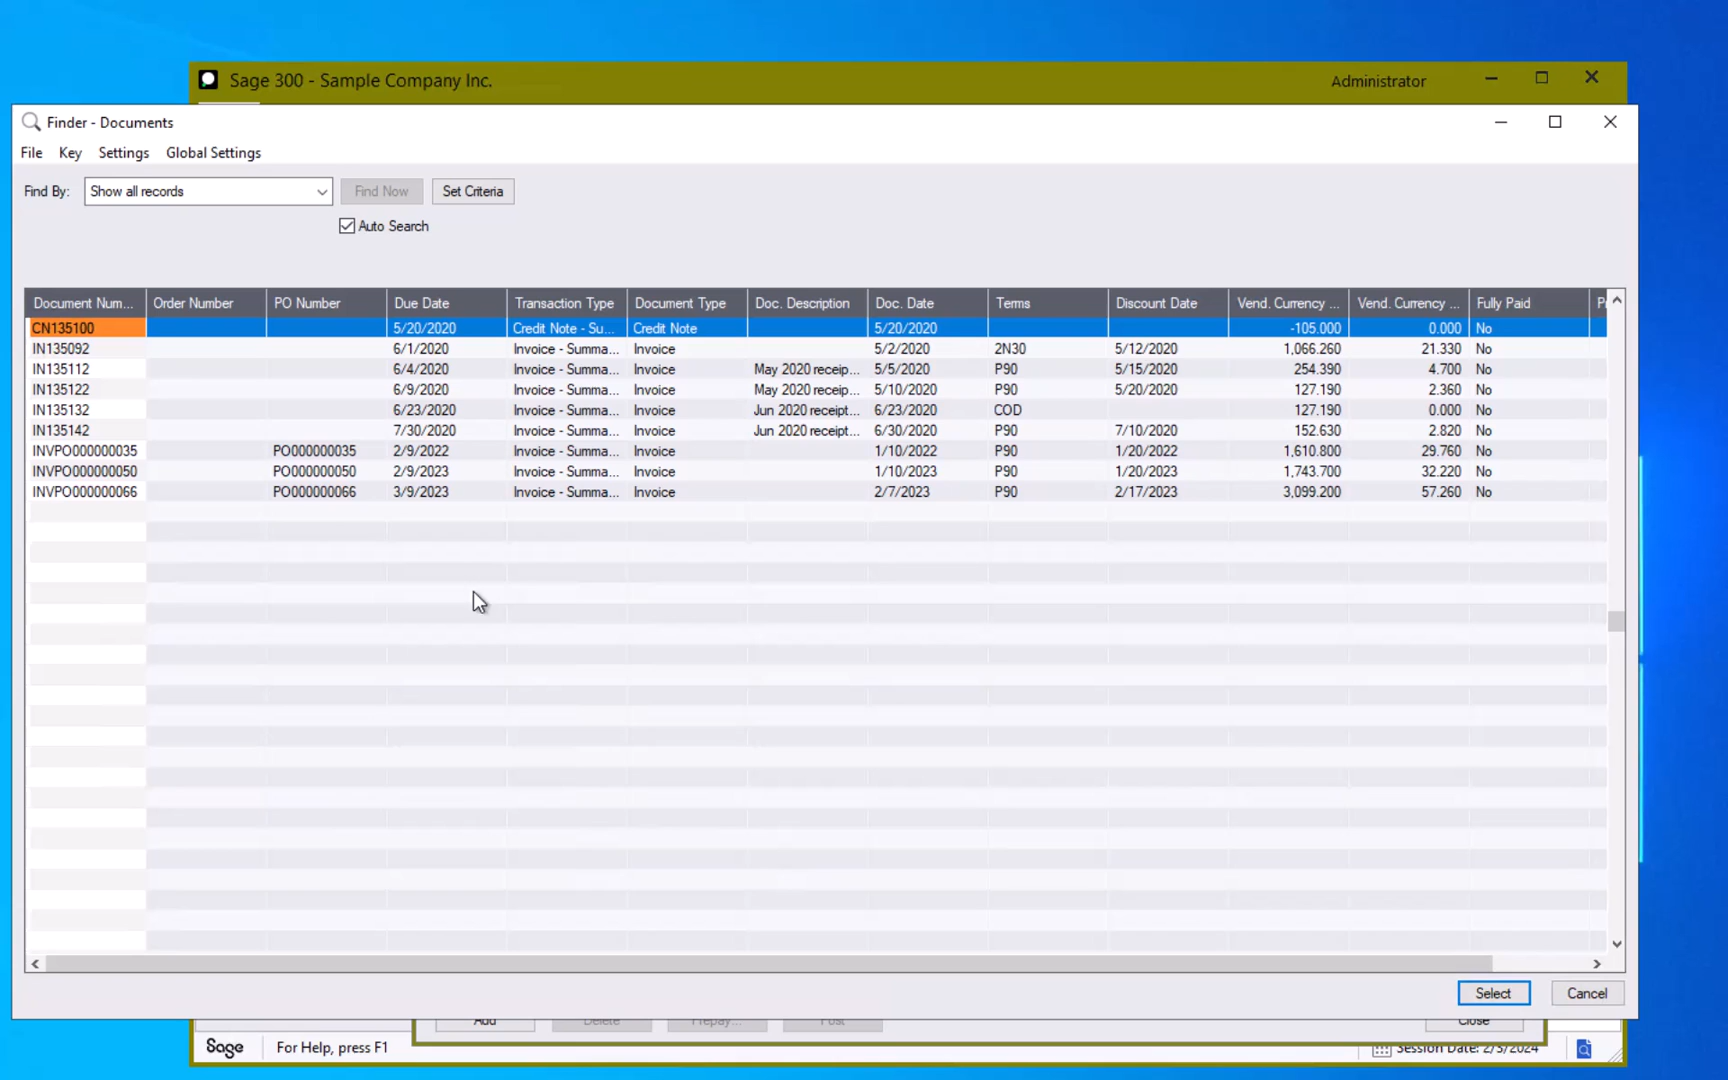 Sage 300 - Sample Company Inc. Administrator
Finder - Documents
File Key Settings Global Settings
Find By: Show all records Find Now Set Criteria
Auto Search
Document Num... Order Number PO Number Due Date Transaction Type Document Type Doc. Description Doc. Date Terms Discount Date Vend. Currency ... Vend. Currency ... Fully Paid
CN135100 5/20/2020 Credit Note - Su... Credit Note 5/20/2020 -105.000 0.000 No
IN135092 6/1/2020 Invoice - Summa... Invoice 5/2/2020 2N30 5/12/2020 1,066.260 21.330 No
IN135112 6/4/2020 Invoice - Summa... Invoice May 2020 receip... 5/5/2020 P90 5/15/2020 254.390 4.700 No
IN135122 6/9/2020 Invoice - Summa... Invoice May 2020 receip... 5/10/2020 P90 5/20/2020 127.190 2.360 No
IN135132 6/23/2020 Invoice - Summa... Invoice Jun 2020 receipt... 6/23/2020 COD 127.190 0.000 No
IN135142 7/30/2020 Invoice - Summa... Invoice Jun 2020 receipt... 6/30/2020 P90 7/10/2020 152.630 2.820 No
INVPO000000035 PO000000035 2/9/2022 Invoice - Summa... Invoice 1/10/2022 P90 1/20/2022 1,610.800 29.760 No
INVPO000000050 PO000000050 2/9/2023 Invoice - Summa... Invoice 1/10/2023 P90 1/20/2023 1,743.700 32.220 No
INVPO000000066 PO000000066 3/9/2023 Invoice - Summa... Invoice 2/7/2023 P90 2/17/2023 3,099.200 57.260 No
Select Cancel
Add Delete Prepay... Post Close
Sage For Help, press F1 Session Date: 2/3/2024